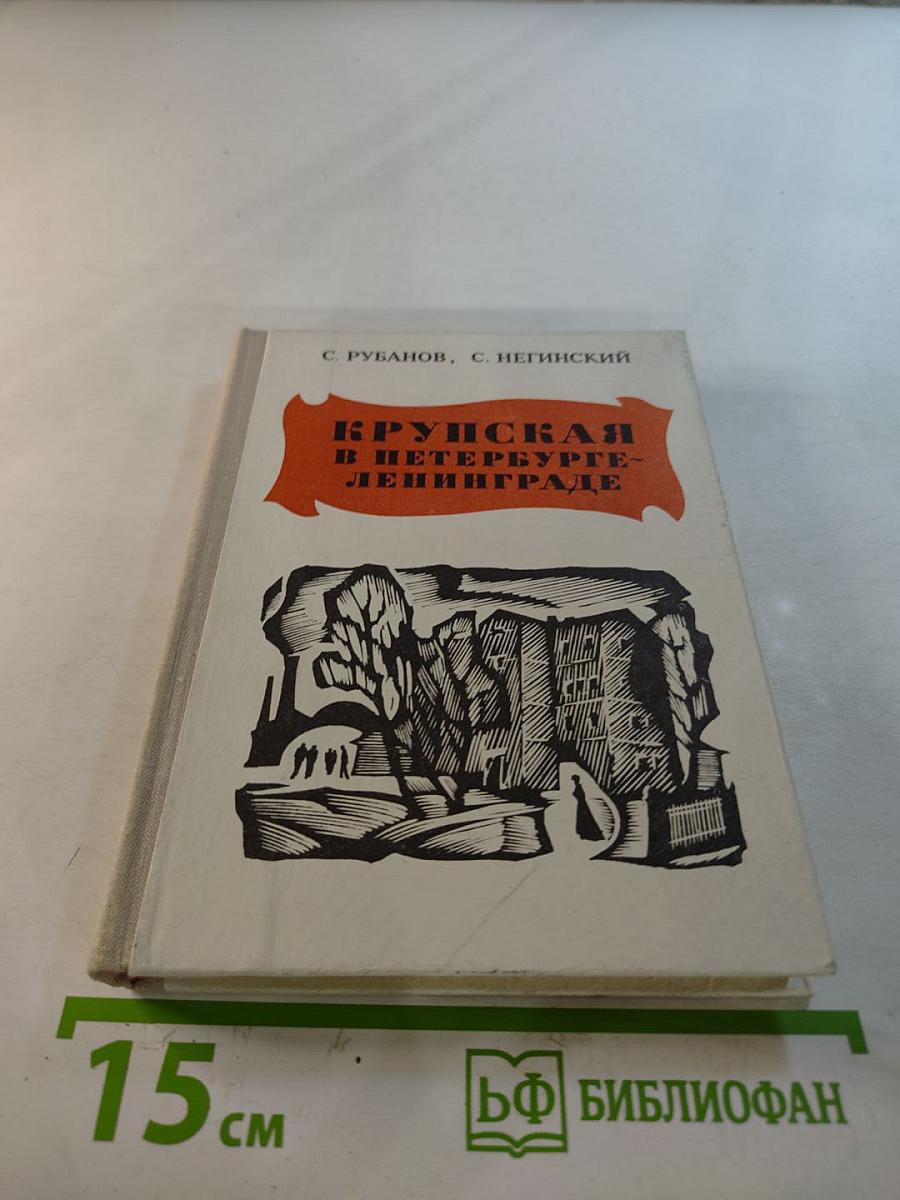 С. РУБАНОВ, С. НЕГИНСКИЙ
КРУПСКАЯ
В ПЕТЕРБУРГЕ~
ЛЕНИНГРАДЕ
15 см
ЬФ БИБЛИОФАН